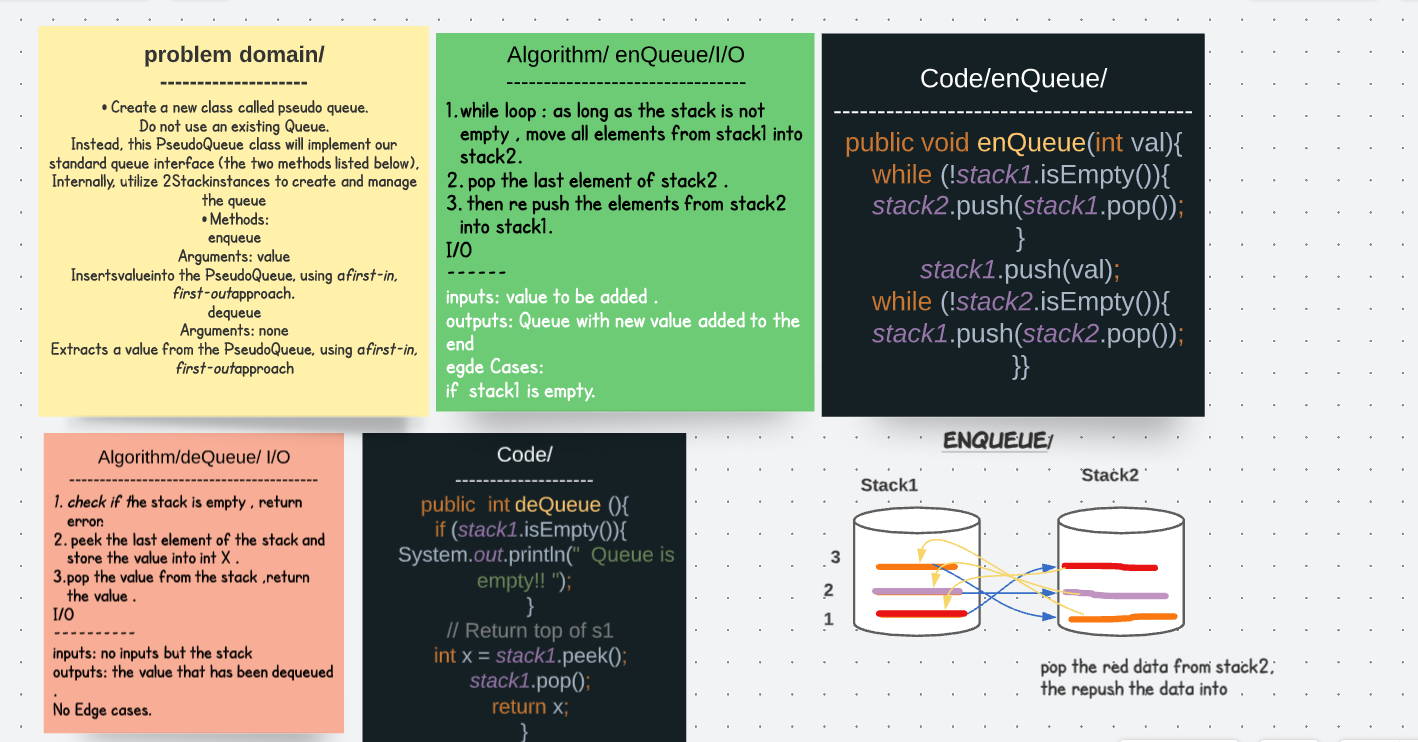 problem domain/
--------------------
• Create a new class called pseudo queue.
Do not use an existing Queue.
Instead, this PseudoQueue class will implement our
standard queue interface (the two methods listed below),
Internally, utilize 2Stackinstances to create and manage
the queue
• Methods:
enqueue
Arguments: value
Insertsvalueinto the PseudoQueue, using afirst-in,
first-outapproach.
dequeue
Arguments: none
Extracts a value from the PseudoQueue, using afirst-in,
first-outapproach
Algorithm/ enQueue/I/O
--------------------------------
1. while loop : as long as the stack is not
empty , move all elements from stack1 into
stack2.
2. pop the last element of stack2 .
3. then re push the elements from stack2
into stack1.
I/O
------
inputs: value to be added .
outputs: Queue with new value added to the
end
egde Cases:
if stack1 is empty.
Code/enQueue/
------------------------------------------
public void enQueue(int val){
while (!stack1.isEmpty()){
stack2.push(stack1.pop());
}
stack1.push(val);
while (!stack2.isEmpty()){
stack1.push(stack2.pop());
}}
Algorithm/deQueue/ I/O
------------------------------------------
1. check if the stack is empty , return
error.
2. peek the last element of the stack and
store the value into int X .
3.pop the value from the stack ,return
the value .
I/O
----------
inputs: no inputs but the stack
outputs: the value that has been dequeued
.
No Edge cases.
Code/
--------------------
public int deQueue (){
if (stack1.isEmpty()){
System.out.println(" Queue is
empty!! ");
}
// Return top of s1
int x = stack1.peek();
stack1.pop();
return x;
}
ENQUEUE/
Stack1
Stack2
3
2
1
pop the red data from stack2,
the repush the data into